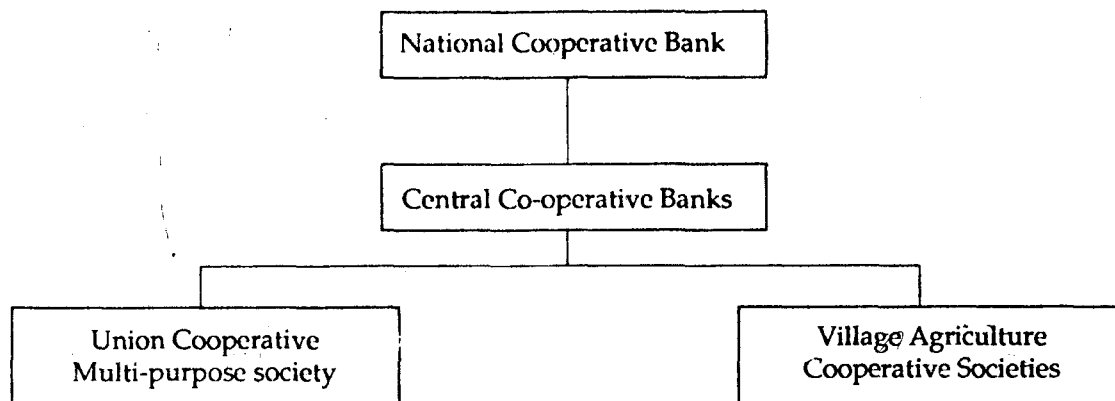 National Cooperative Bank
Central Co-operative Banks
Union Cooperative
Multi-purpose society
Village Agriculture
Cooperative Societies